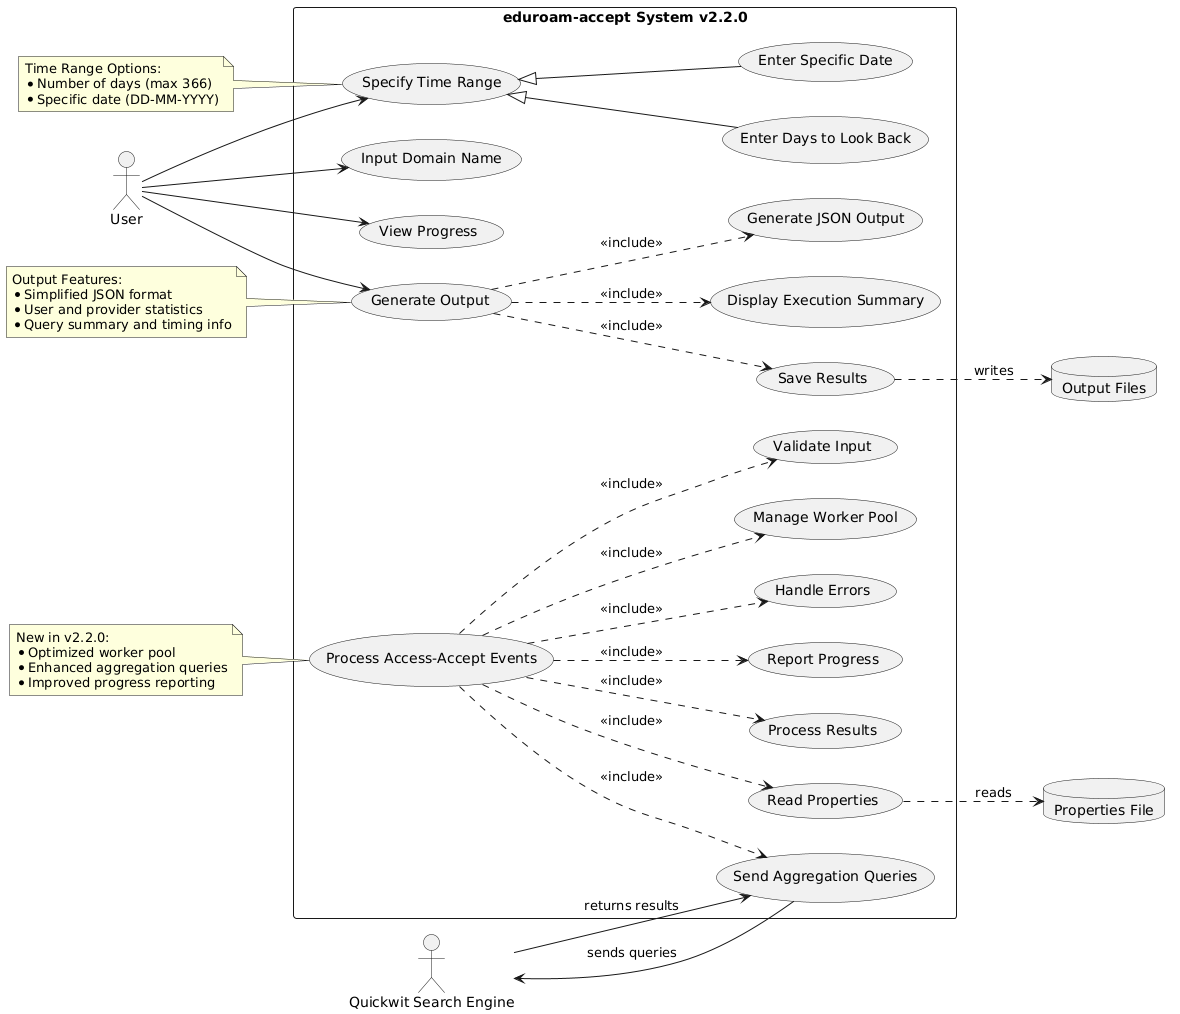 eduroam-accept System v2.2.0
Time Range Options:
• Number of days (max 366)
• Specific date (DD-MM-YYYY)
Specify Time Range
Enter Specific Date
Enter Days to Look Back
Input Domain Name
User
View Progress
Generate JSON Output
«include»
Output Features:
• Simplified JSON format
• User and provider statistics
• Query summary and timing info
Generate Output
«include»
Display Execution Summary
«include»
Save Results
writes
Output Files
Validate Input
«include»
Manage Worker Pool
«include»
Handle Errors
«include»
New in v2.2.0:
• Optimized worker pool
• Enhanced aggregation queries
• Improved progress reporting
Process Access-Accept Events
«include»
Report Progress
«include»
Process Results
«include»
Read Properties
reads
Properties File
«include»
Send Aggregation Queries
returns results
sends queries
Quickwit Search Engine